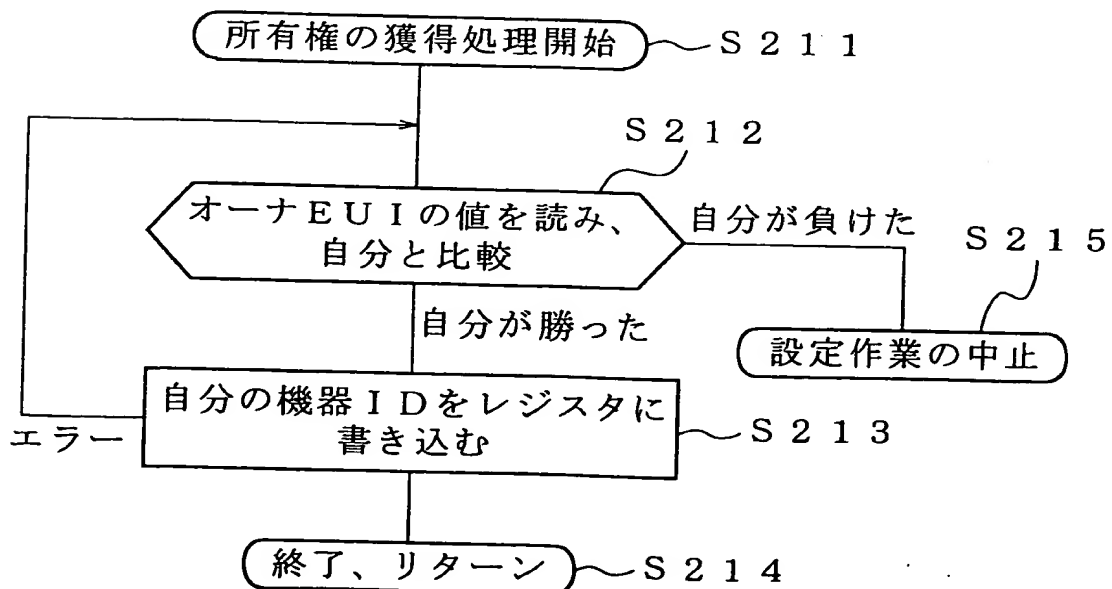 所有権の獲得処理開始
S211
S212
オーナEUIの値を読み、
自分と比較
自分が負けた
S215
自分が勝った
設定作業の中止
自分の機器IDをレジスタに
書き込む
エラー
S213
終了、リターン
S214